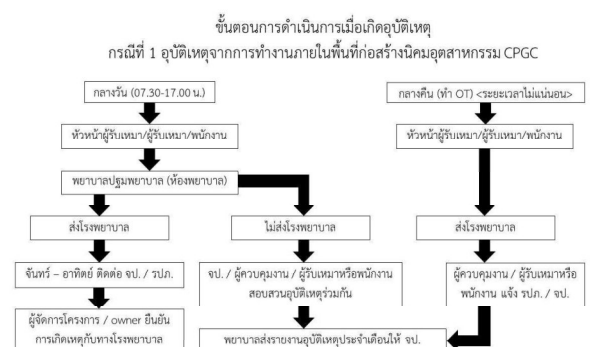 ขั้นตอนการดำเนินการเมื่อเกิดอุบัติเหตุ
กรณีที่ 1 อุบัติเหตุจากการทำงานภายในพื้นที่ก่อสร้างนิคมอุตสาหกรรม CPGC
กลางวัน (07.30-17.00 น.)
กลางคืน (ทำ OT) <ระยะเวลาไม่แน่นอน>
หัวหน้าผู้รับเหมา/ผู้รับเหมา/พนักงาน
หัวหน้าผู้รับเหมา/ผู้รับเหมา/พนักงาน
พยาบาลปฐมพยาบาล (ห้องพยาบาล)
ส่งโรงพยาบาล
ไม่ส่งโรงพยาบาล
ส่งโรงพยาบาล
จันทร์ – อาทิตย์ ติดต่อ จป. / รปภ.
จป. / ผู้ควบคุมงาน / ผู้รับเหมาหรือพนักงาน
สอบสวนอุบัติเหตุร่วมกัน
ผู้ควบคุมงาน / ผู้รับเหมาหรือ
พนักงาน แจ้ง รปภ. / จป.
ผู้จัดการโครงการ / owner ยืนยัน
การเกิดเหตุกับทางโรงพยาบาล
พยาบาลส่งรายงานอุบัติเหตุประจำเดือนให้ จป.